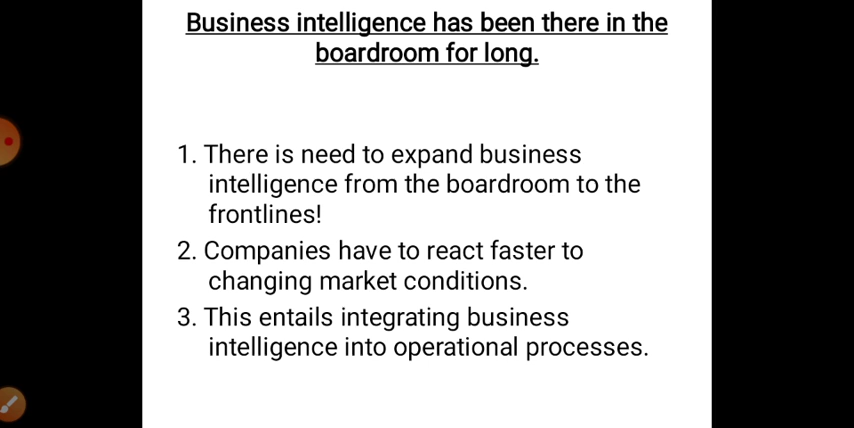 Business intelligence has been there in the
boardroom for long.
1. There is need to expand business
intelligence from the boardroom to the
frontlines!
2. Companies have to react faster to
changing market conditions.
3. This entails integrating business
intelligence into operational processes.